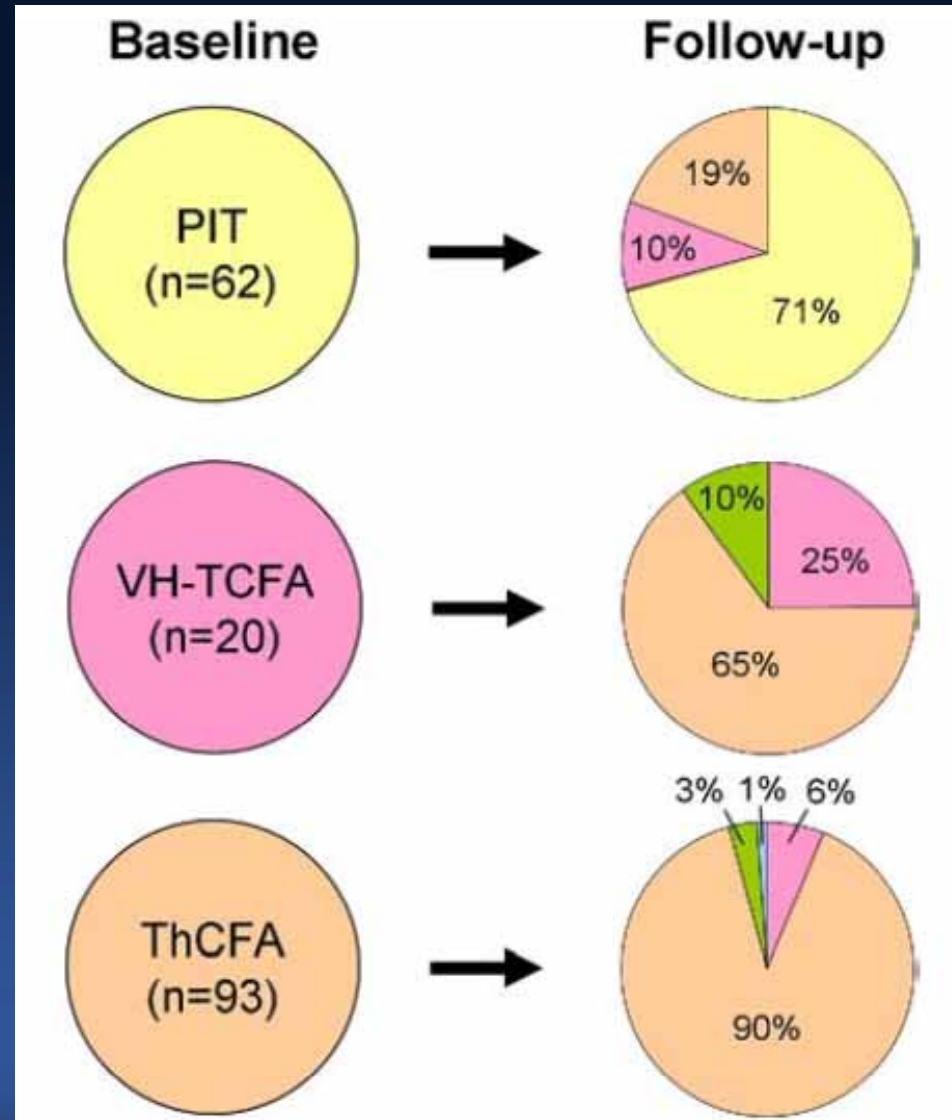 Baseline Follow-up
PIT
(n=62)
19%
10%
71%
VH-TCFA
(n=20)
10%
25%
65%
ThCFA
(n=93)
3% 1% 6%
90%